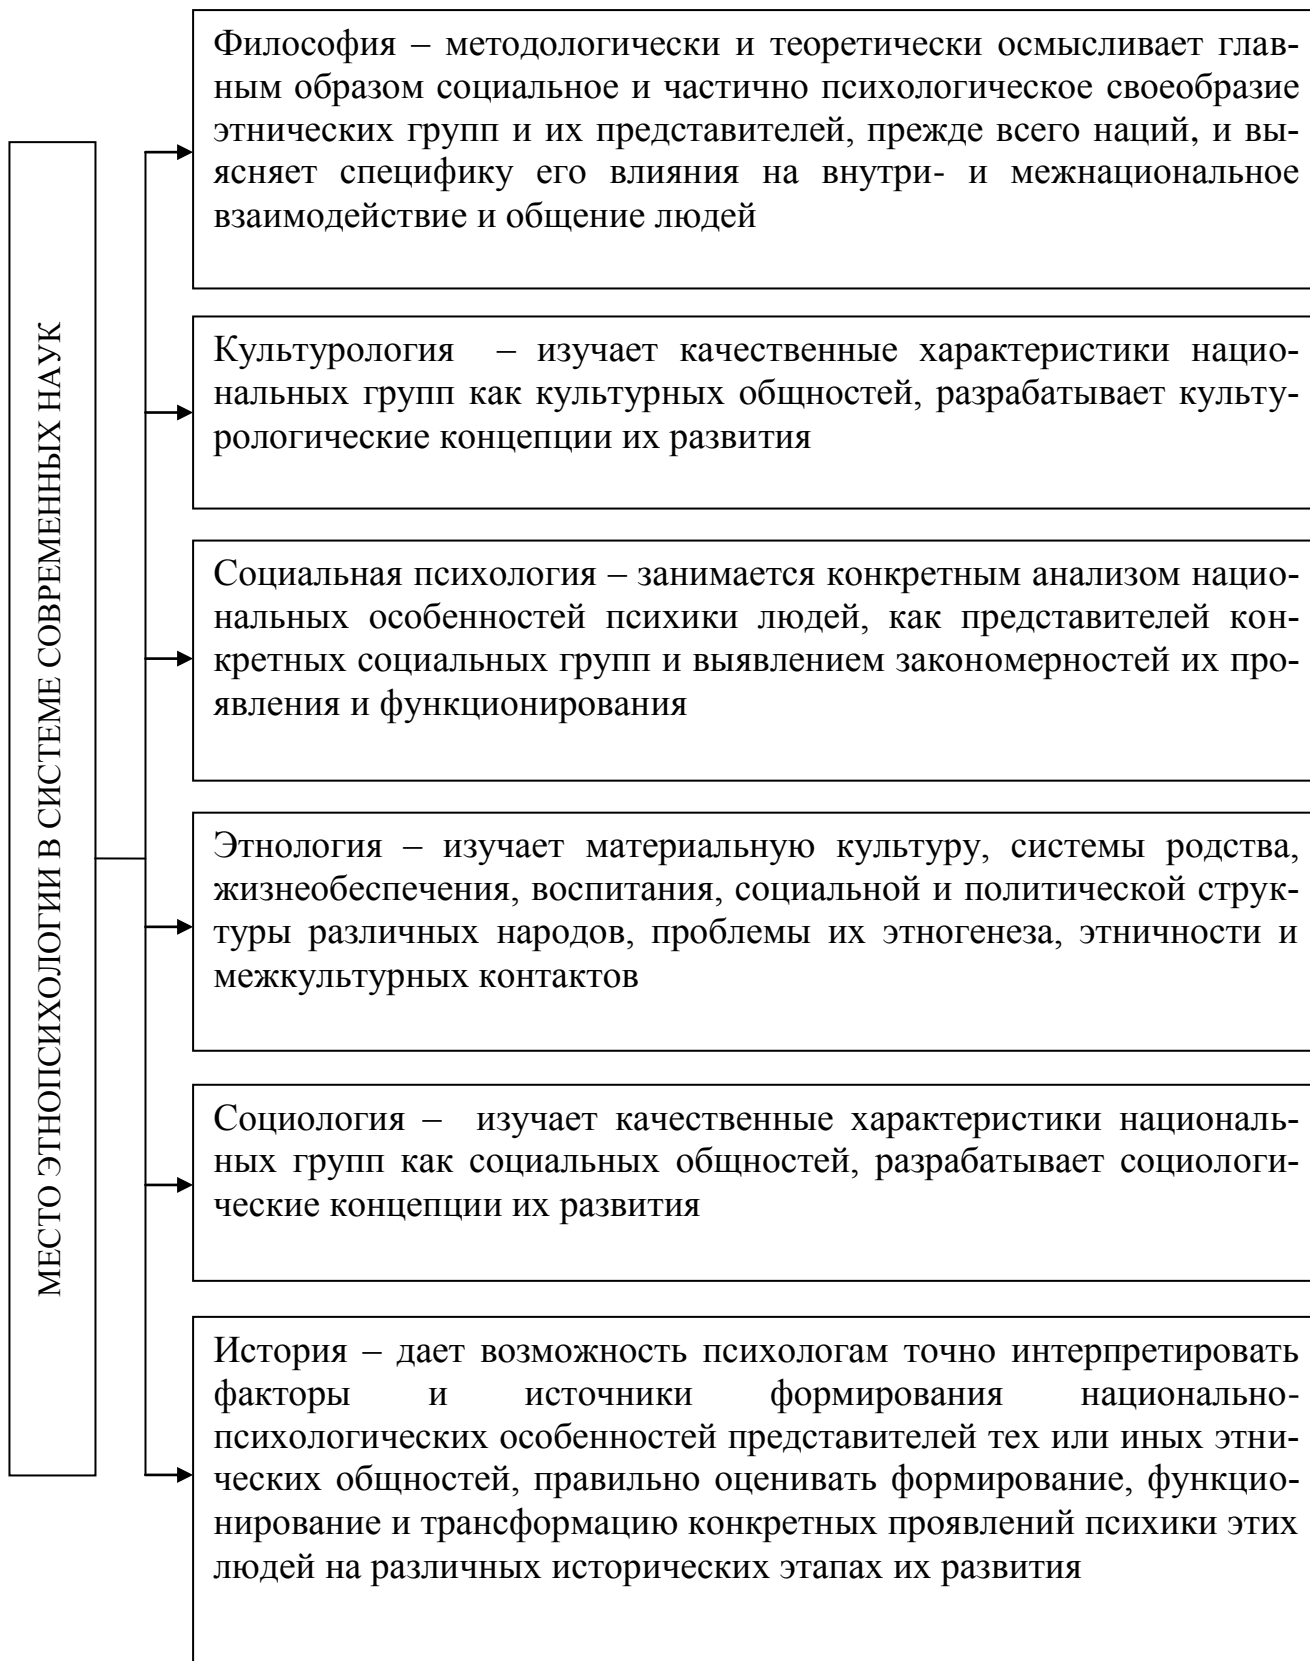 МЕСТО ЭТНОПСИХОЛОГИИ В СИСТЕМЕ СОВРЕМЕННЫХ НАУК
Философия – методологически и теоретически осмысливает глав-
ным образом социальное и частично психологическое своеобразие
этнических групп и их представителей, прежде всего наций, и вы-
ясняет специфику его влияния на внутри- и межнациональное
взаимодействие и общение людей
Культурология – изучает качественные характеристики нацио-
нальных групп как культурных общностей, разрабатывает культу-
рологические концепции их развития
Социальная психология – занимается конкретным анализом нацио-
нальных особенностей психики людей, как представителей кон-
кретных социальных групп и выявлением закономерностей их про-
явления и функционирования
Этнология – изучает материальную культуру, системы родства,
жизнеобеспечения, воспитания, социальной и политической струк-
туры различных народов, проблемы их этногенеза, этничности и
межкультурных контактов
Социология – изучает качественные характеристики националь-
ных групп как социальных общностей, разрабатывает социологи-
ческие концепции их развития
История – дает возможность психологам точно интерпретировать
факторы и источники формирования национально-
психологических особенностей представителей тех или иных этни-
ческих общностей, правильно оценивать формирование, функцио-
нирование и трансформацию конкретных проявлений психики этих
людей на различных исторических этапах их развития